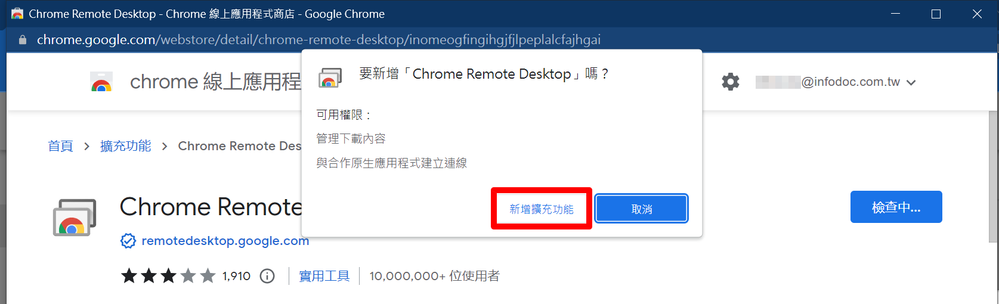 Chrome Remote Desktop - Chrome 線上應用程式商店 - Google Chrome
chrome.google.com/webstore/detail/chrome-remote-desktop/inomeogfingihgjfjlpeplalcfajhgai
chrome 線上應用程
@infodoc.com.tw
要新增「Chrome Remote Desktop」嗎？
可用權限：
管理下載內容
與合作原生應用程式建立連線
新增擴充功能 取消
首頁 > 擴充功能 > Chrome Remote Des
Chrome Remote
檢查中...
remotedesktop.google.com
1,910 實用工具 10,000,000+ 位使用者